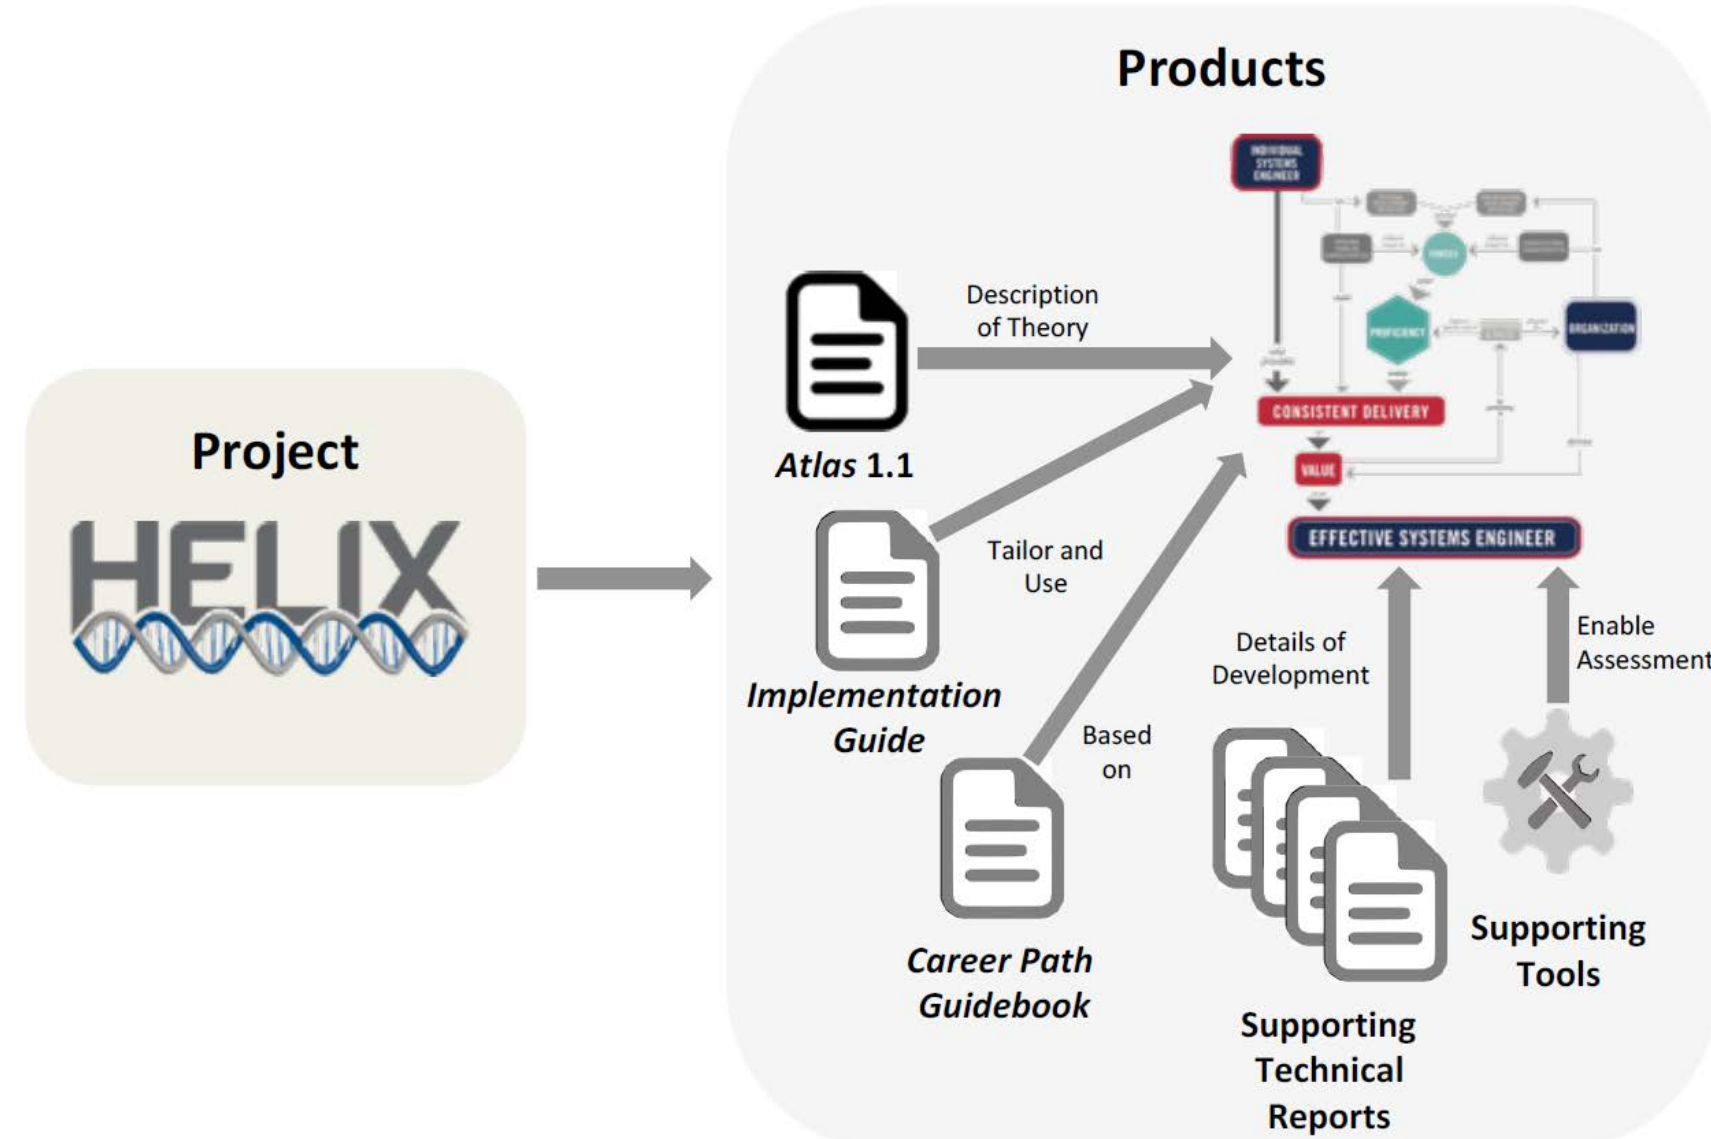 Products
Project
HELIX
INDIVIDUAL
SYSTEMS
ENGINEER
FORCES
PROFICIENCY
ORGANIZATION
CONSISTENT DELIVERY
VALUE
EFFECTIVE SYSTEMS ENGINEER
Description
of Theory
Atlas 1.1
Tailor and
Use
Implementation
Guide
Based
on
Career Path
Guidebook
Details of
Development
Supporting
Technical
Reports
Enable
Assessment
Supporting
Tools